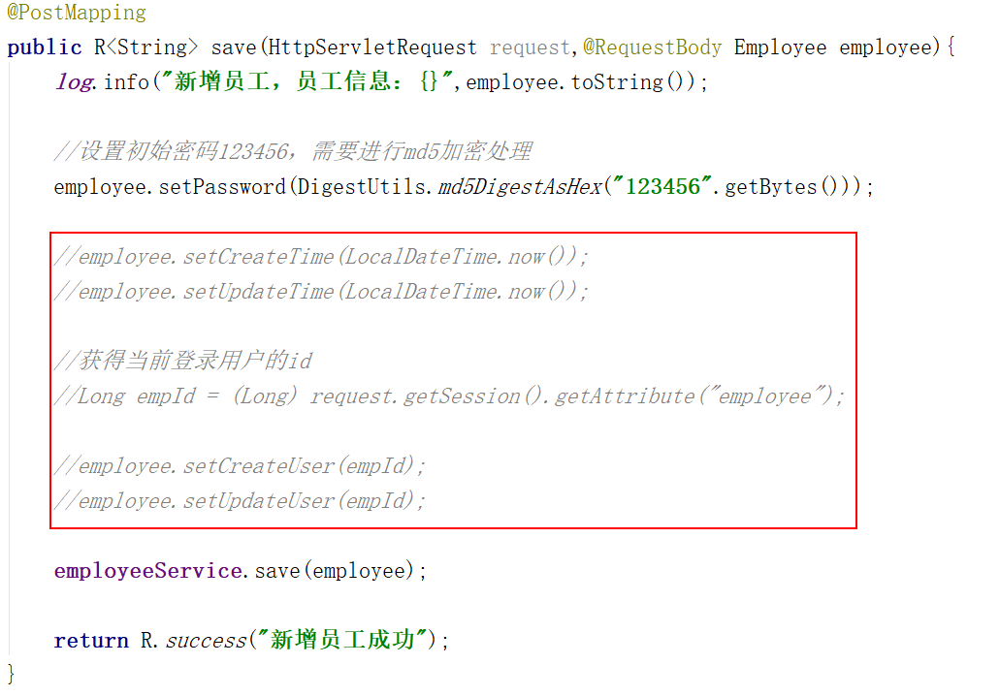 @PostMapping
public R<String> save(HttpServletRequest request,@RequestBody Employee employee){
log.info("新增员工，员工信息：{}",employee.toString());
//设置初始密码123456，需要进行md5加密处理
employee.setPassword(DigestUtils.md5DigestAsHex("123456".getBytes()));
//employee.setCreateTime(LocalDateTime.now());
//employee.setUpdateTime(LocalDateTime.now());
//获得当前登录用户的id
//Long empId = (Long) request.getSession().getAttribute("employee");
//employee.setCreateUser(empId);
//employee.setUpdateUser(empId);
employeeService.save(employee);
return R.success("新增员工成功");
}